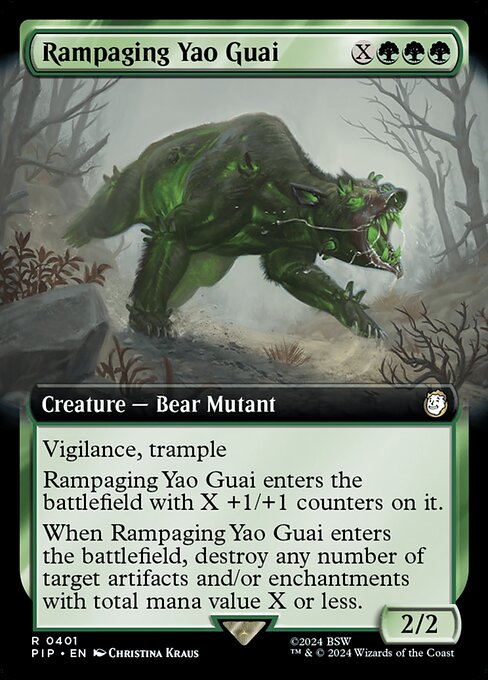 Rampaging Yao Guai X
Creature — Bear Mutant
Vigilance, trample
Rampaging Yao Guai enters the
battlefield with X +1/+1 counters on it.
When Rampaging Yao Guai enters
the battlefield, destroy any number of
target artifacts and/or enchantments
with total mana value X or less.
2/2
R 0401
PIP • EN Christina Kraus
©2024 BSW
™ & © 2024 Wizards of the Coast